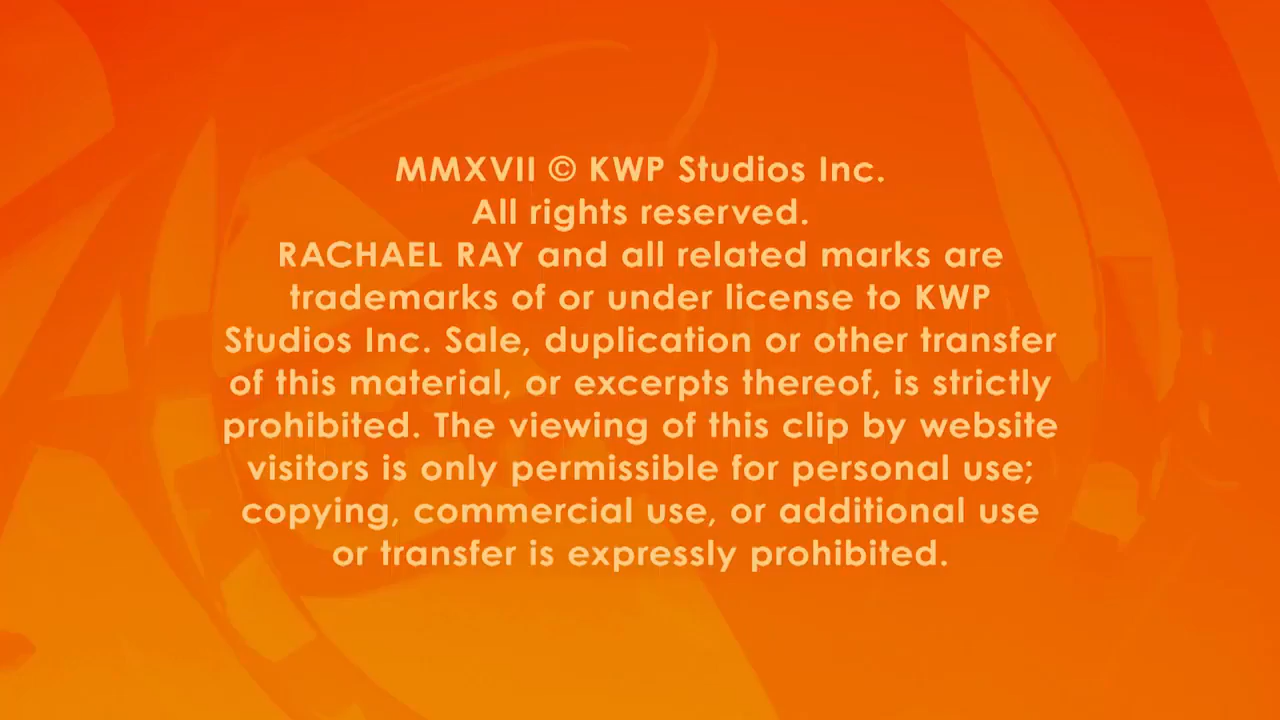 MMXVII © KWP Studios Inc.
All rights reserved.
RACHAEL RAY and all related marks are
trademarks of or under license to KWP
Studios Inc. Sale, duplication or other transfer
of this material, or excerpts thereof, is strictly
prohibited. The viewing of this clip by website
visitors is only permissible for personal use;
copying, commercial use, or additional use
or transfer is expressly prohibited.